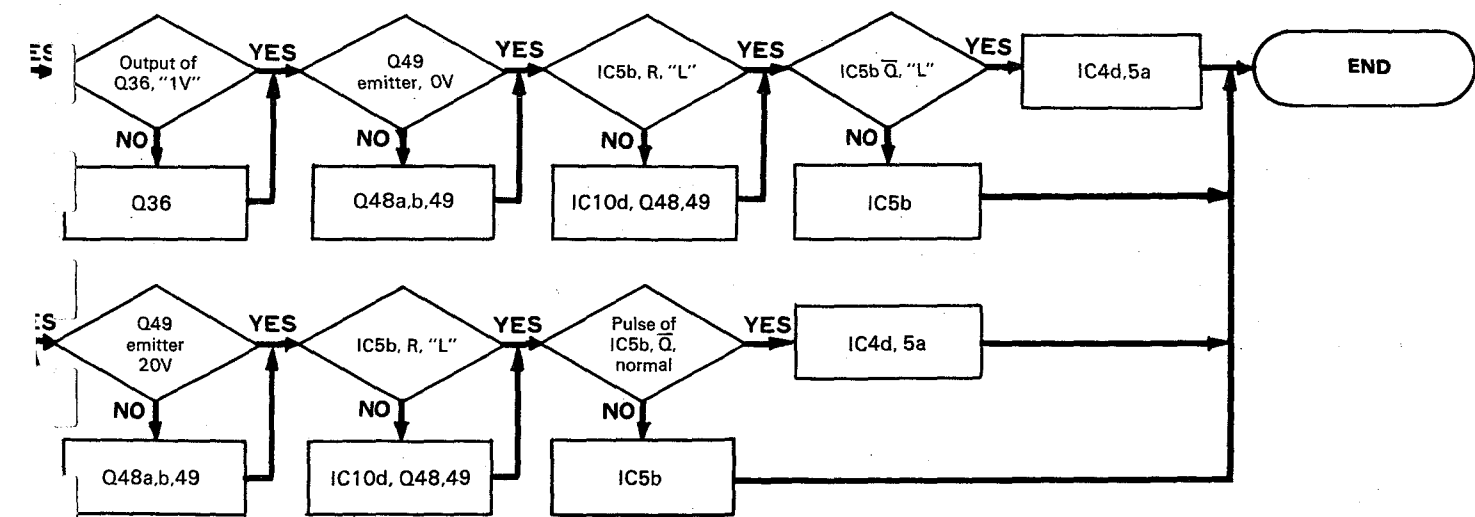 YES
Output of
Q36, "1V"
YES
Q49
emitter, 0V
YES
IC5b, R, "L"
YES
IC5b Q̅, "L"
YES
IC4d,5a
END
NO
NO
NO
NO
Q36
Q48a,b,49
IC10d, Q48,49
IC5b
ES
Q49
emitter
20V
YES
IC5b, R, "L"
YES
Pulse of
IC5b, Q̅,
normal
YES
IC4d, 5a
NO
NO
NO
Q48a,b,49
IC10d, Q48,49
IC5b